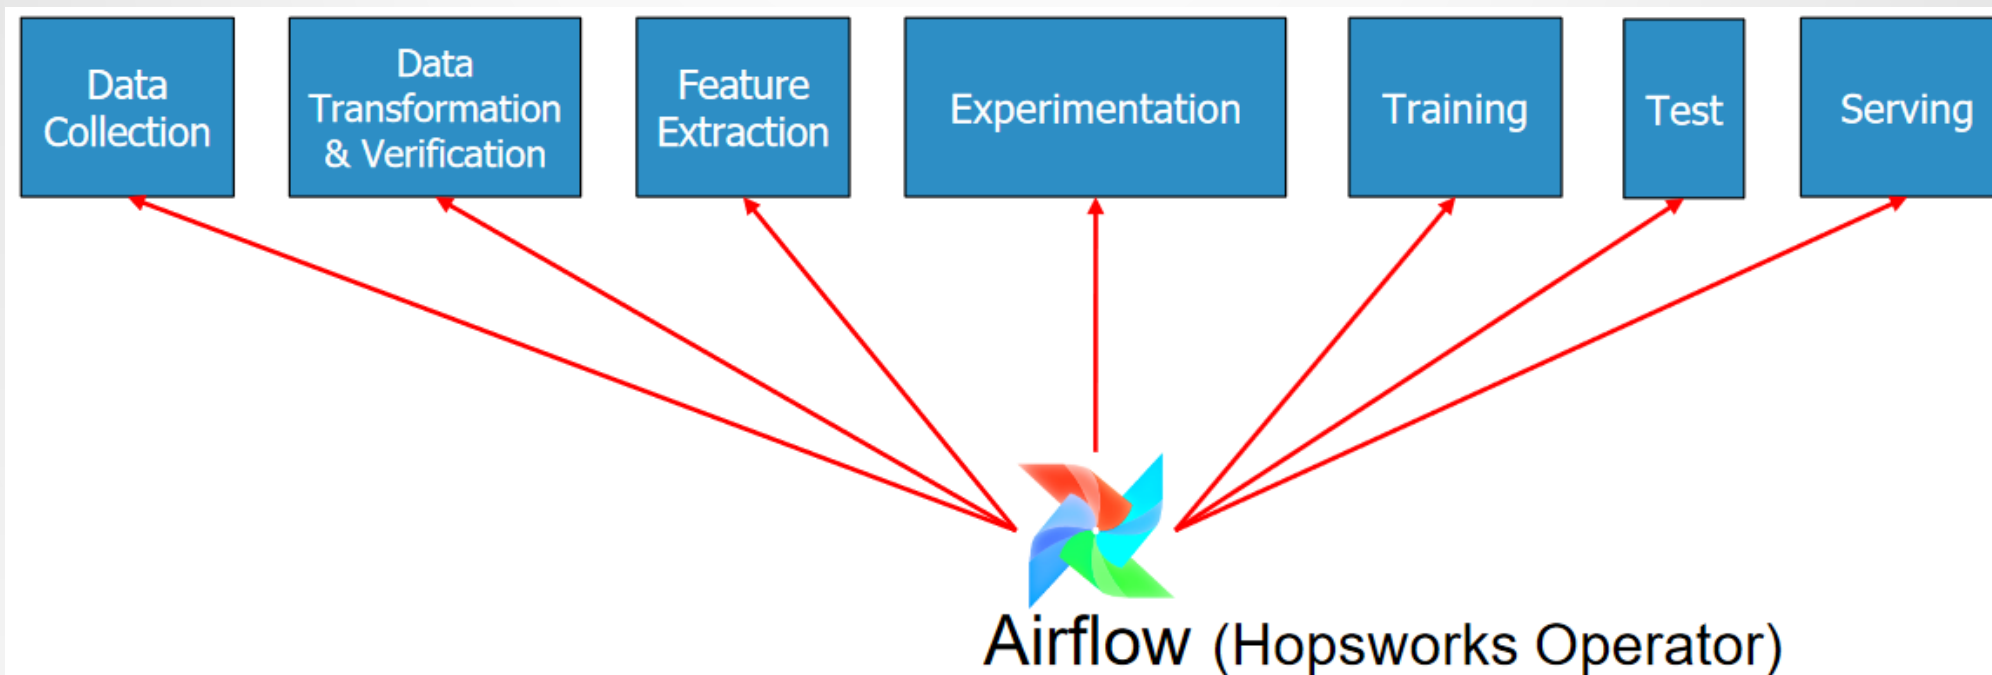 Data
Collection
Data
Transformation
& Verification
Feature
Extraction
Experimentation
Training
Test
Serving
Airflow (Hopsworks Operator)